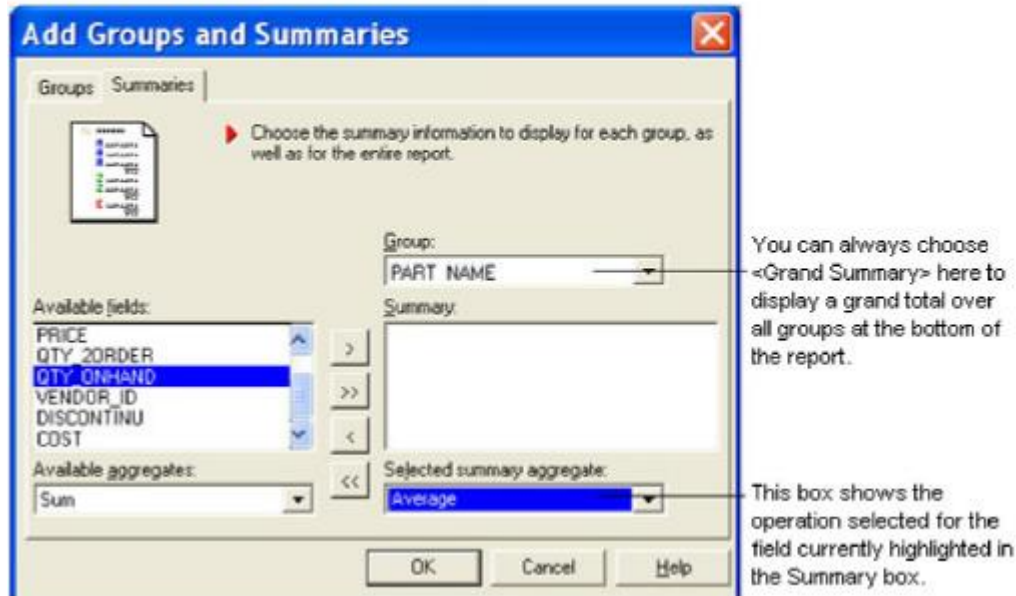 Add Groups and Summaries
Groups Summaries
Choose the summary information to display for each group, as
well as for the entire report.
Group:
PART NAME
Available fields:
PRICE
QTY_2ORDER
QTY_ONHAND
VENDOR_ID
DISCONTINU
COST
>
>>
<
<<
Summary:
Available aggregates:
Sum
Selected summary aggregate:
Average
OK Cancel Help
You can always choose
<Grand Summary> here to
display a grand total over
all groups at the bottom of
the report.
This box shows the
operation selected for the
field currently highlighted in
the Summary box.